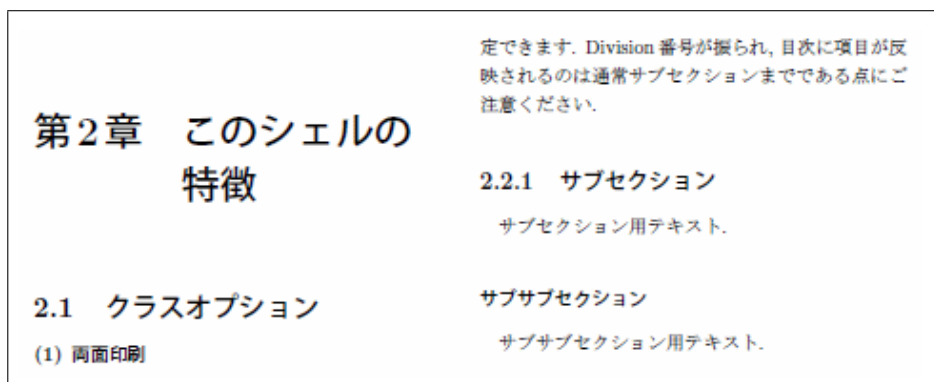 第2章 このシェルの
特徴
2.1 クラスオプション
(1) 両面印刷
定できます. Division 番号が振られ, 目次に項目が反
映されるのは通常サブセクションまでである点にご
注意ください.
2.2.1 サブセクション
サブセクション用テキスト.
サブサブセクション
サブサブセクション用テキスト.